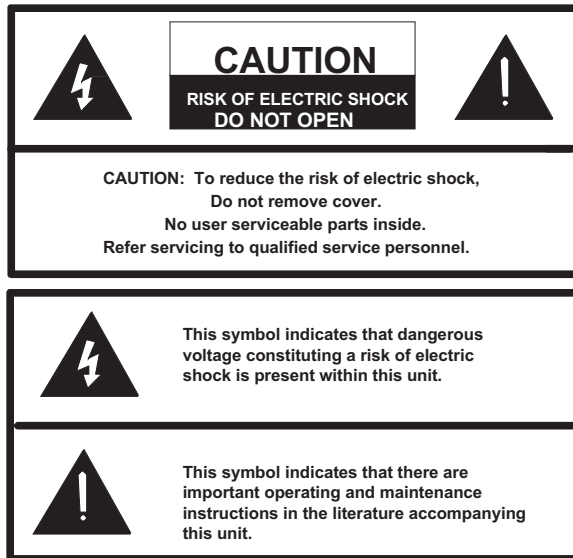 CAUTION
RISK OF ELECTRIC SHOCK
DO NOT OPEN
CAUTION: To reduce the risk of electric shock,
Do not remove cover.
No user serviceable parts inside.
Refer servicing to qualified service personnel.
This symbol indicates that dangerous
voltage constituting a risk of electric
shock is present within this unit.
This symbol indicates that there are
important operating and maintenance
instructions in the literature accompanying
this unit.